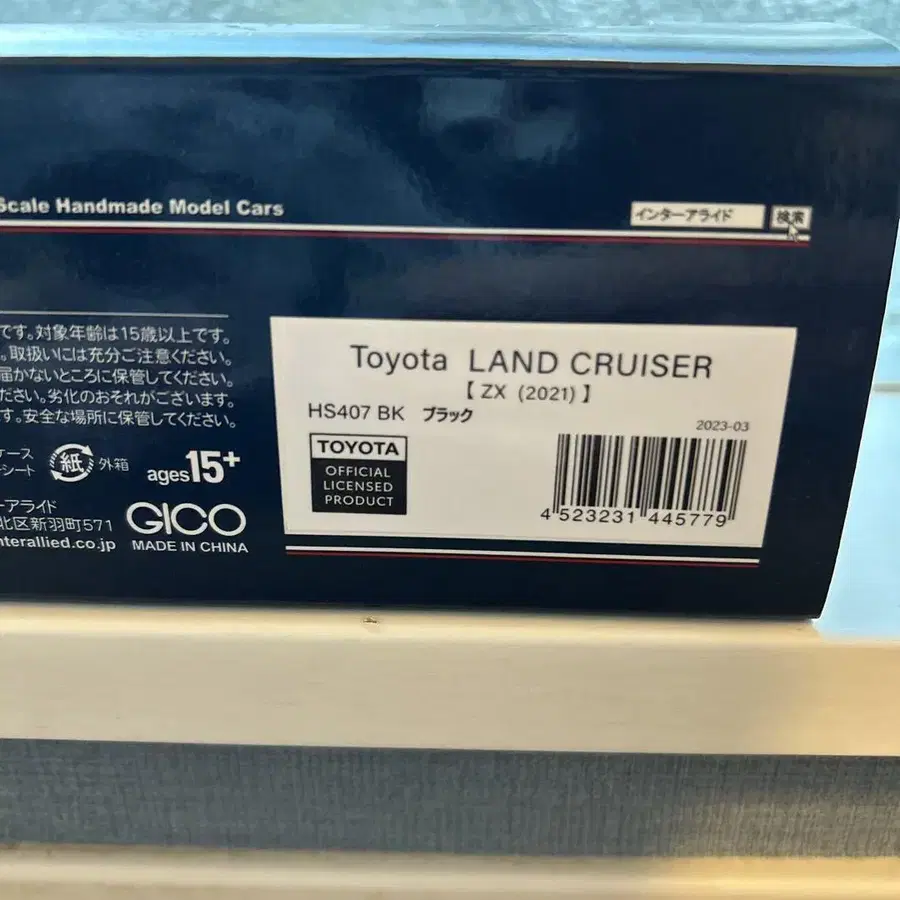 Scale Handmade Model Cars
インターアライド 検索
です。対象年齢は15歳以上です。
。取扱いには充分ご注意ください。
届かないところに保管してください。
ださい。劣化のおそれがございます。
す。安全な場所に保管してください。
ケース
シート
紙 外箱
ages15+
ーアライド
北区新羽町571
nterallied.co.jp
GICO
MADE IN CHINA
Toyota LAND CRUISER
【 ZX (2021) 】
HS407 BK ブラック
2023-03
TOYOTA
OFFICIAL
LICENSED
PRODUCT
4 523231 445779